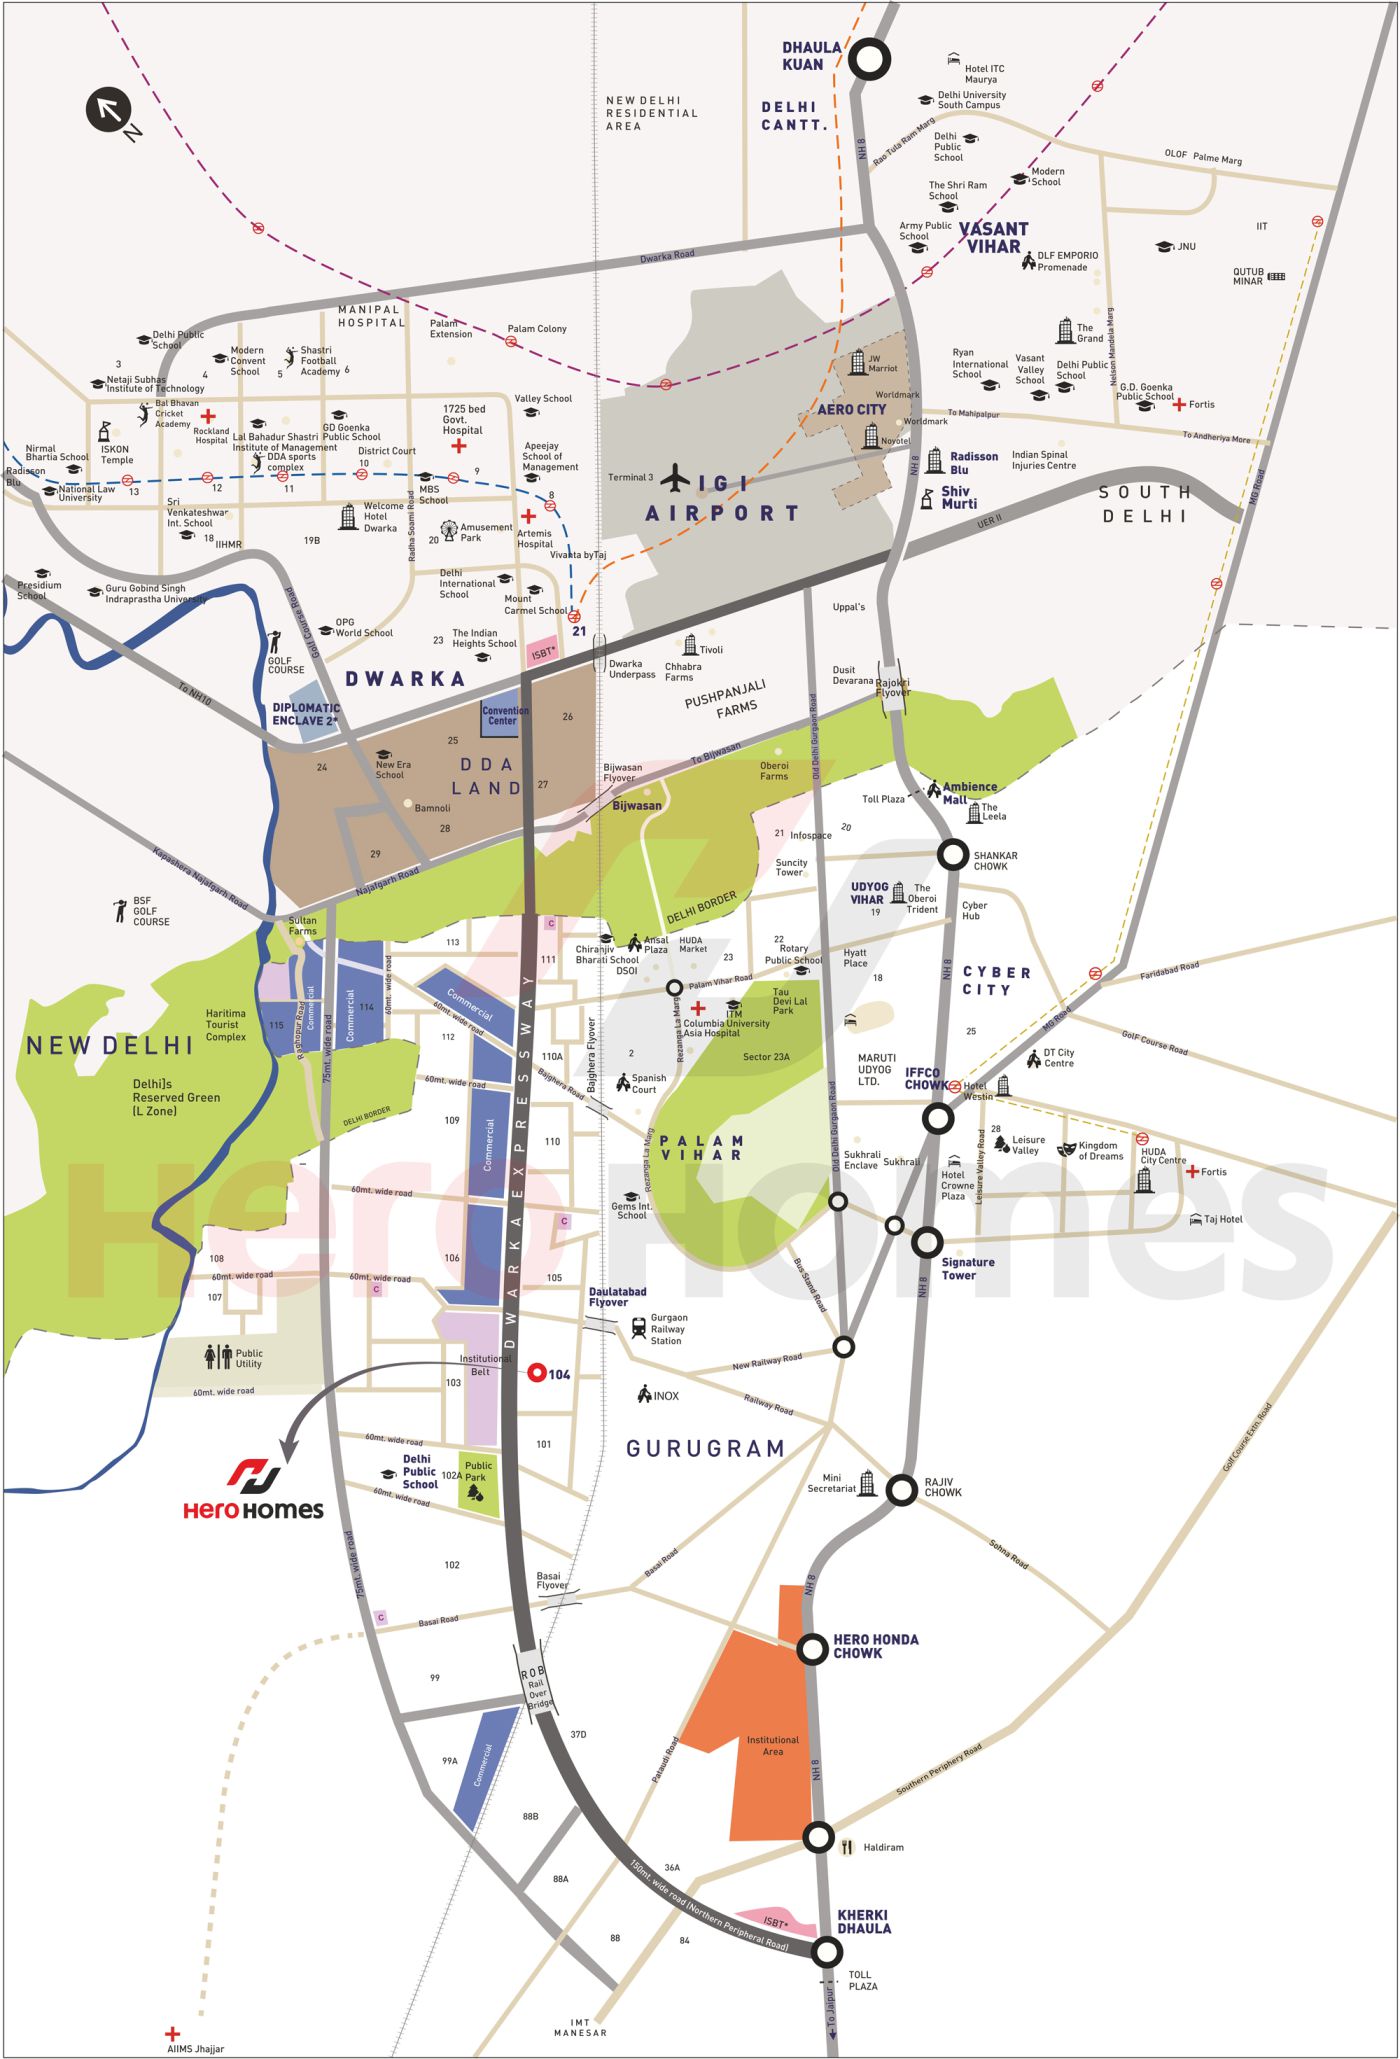 N
DHAULA
KUAN
Hotel ITC
Maurya
NEW DELHI
RESIDENTIAL
AREA
DELHI
CANTT.
Delhi University
South Campus
NH 8
Rao Tula Ram Marg
Delhi
Public
School
OLOF Palme Marg
Modern
School
The Shri Ram
School
Army Public
School
VASANT
VIHAR
DLF EMPORIO
Promenade
JNU
IIT
QUTUB
MINAR
Dwarka Road
MANIPAL
HOSPITAL
Palam
Extension
Palam Colony
Delhi Public
School
3
Modern
Convent
School
4
Shastri
Football
Academy
5
6
Netaji Subhas
Institute of Technology
Bal Bhavan
Cricket
Academy
Rockland
Hospital
Lal Bahadur Shastri
Institute of Management
GD Goenka
Public School
1725 bed
Govt.
Hospital
Valley School
ISKON
Temple
DDA sports
complex
District Court
10
Apeejay
School of
Management
Nirmal
Bhartia School
Radisson
Blu
National Law
University
13
12
11
MBS
School
9
8
Sri
Venkateshwar
Int. School
18
IIHMR
Welcome
Hotel
Dwarka
19B
Radha Soami Road
20
Amusement
Park
Artemis
Hospital
Vivanta byTaj
Presidium
School
Guru Gobind Singh
Indraprastha University
Golf Course Road
Delhi
International
School
Mount
Carmel School
21
OPG
World School
23
The Indian
Heights School
ISBT*
GOLF
COURSE
DWARKA
Dwarka
Underpass
To NH10
DIPLOMATIC
ENCLAVE 2*
Convention
Center
26
JW
Marriot
Worldmark
AERO CITY
Worldmark
Novotel
Terminal 3
IGI
AIRPORT
NH 8
Radisson
Blu
Shiv
Murti
The
Grand
Nelson Mandela Marg
Ryan
International
School
Vasant
Valley
School
Delhi Public
School
G.D. Goenka
Public School
Fortis
To Mahipalpur
To Andheriya More
Indian Spinal
Injuries Centre
MG Road
SOUTH
DELHI
UER II
Uppal's
Tivoli
Chhabra
Farms
PUSHPANJALI
FARMS
Dusit
Devarana
Rajokri
Flyover
Old Delhi Gurgaon Road
To Bijwasan
Oberoi
Farms
Bijwasan
Flyover
Bijwasan
25
24
New Era
School
DDA
LAND
27
Bamnoli
28
29
Najafgarh Road
Kapashera Najafgarh Road
BSF
GOLF
COURSE
Sultan
Farms
Toll Plaza
Ambience
Mall
The
Leela
21
Infospace
20
SHANKAR
CHOWK
Suncity
Tower
UDYOG
VIHAR
19
The
Oberoi
Trident
Cyber
Hub
DELHI BORDER
Chiranjiv
Bharati School
DSOI
Ansal
Plaza
HUDA
Market
23
22
Rotary
Public School
Hyatt
Place
18
Palam Vihar Road
CYBER
CITY
NH 8
Faridabad Road
113
C
111
60mt. wide road
Commercial
60mt. wide road
Commercial
Commercial
114
115
Raghopur Road
75mt. wide road
Haritima
Tourist
Complex
NEW DELHI
Delhi]s
Reserved Green
(L Zone)
DELHI BORDER
112
110A
Bajghera Road
Bajghera Flyover
Columbia
Asia Hospital
ITM
University
Tau
Devi Lal
Park
Sector 23A
Rezanga La Marg
2
Spanish
Court
MARUTI
UDYOG
LTD.
25
MG Road
Golf Course Road
DT City
Centre
IFFCO
CHOWK
Hotel
Westin
60mt. wide road
109
Commercial
110
PALAM
VIHAR
Rezanga La Marg
Old Delhi Gurgaon Road
Sukhrali
Enclave
Sukhrali
Hotel
Crowne
Plaza
Leisure Valley Road
28
Leisure
Valley
Kingdom
of Dreams
HUDA
City Centre
Fortis
Taj Hotel
DWARKA EXPRESSWAY
60mt. wide road
Gems Int.
School
C
106
105
108
60mt. wide road
107
60mt. wide road
C
Signature
Tower
NH 8
Bus Stand Road
Daulatabad
Flyover
Gurgaon
Railway
Station
Public
Utility
60mt. wide road
Institutional
Belt
103
104
New Railway Road
INOX
Railway Road
Hero Homes
60mt. wide road
101
GURUGRAM
Delhi
Public
School
102A
Public
Park
60mt. wide road
Hero Homes
Mini
Secretariat
RAJIV
CHOWK
Golf Course Extn. Road
Sohna Road
75mt. wide road
102
Basai
Flyover
Basai Road
NH 8
C
Basai Road
HERO HONDA
CHOWK
99
ROB
Rail
Over
Bridge
37D
Institutional
Area
Pataudi Road
NH 8
Southern Periphery Road
99A
Commercial
88B
Haldiram
36A
88A
150mt. wide road (Northern Peripheral Road)
ISBT*
KHERKI
DHAULA
88
84
TOLL
PLAZA
IMT
MANESAR
To Jaipur
AIIMS Jhajjar